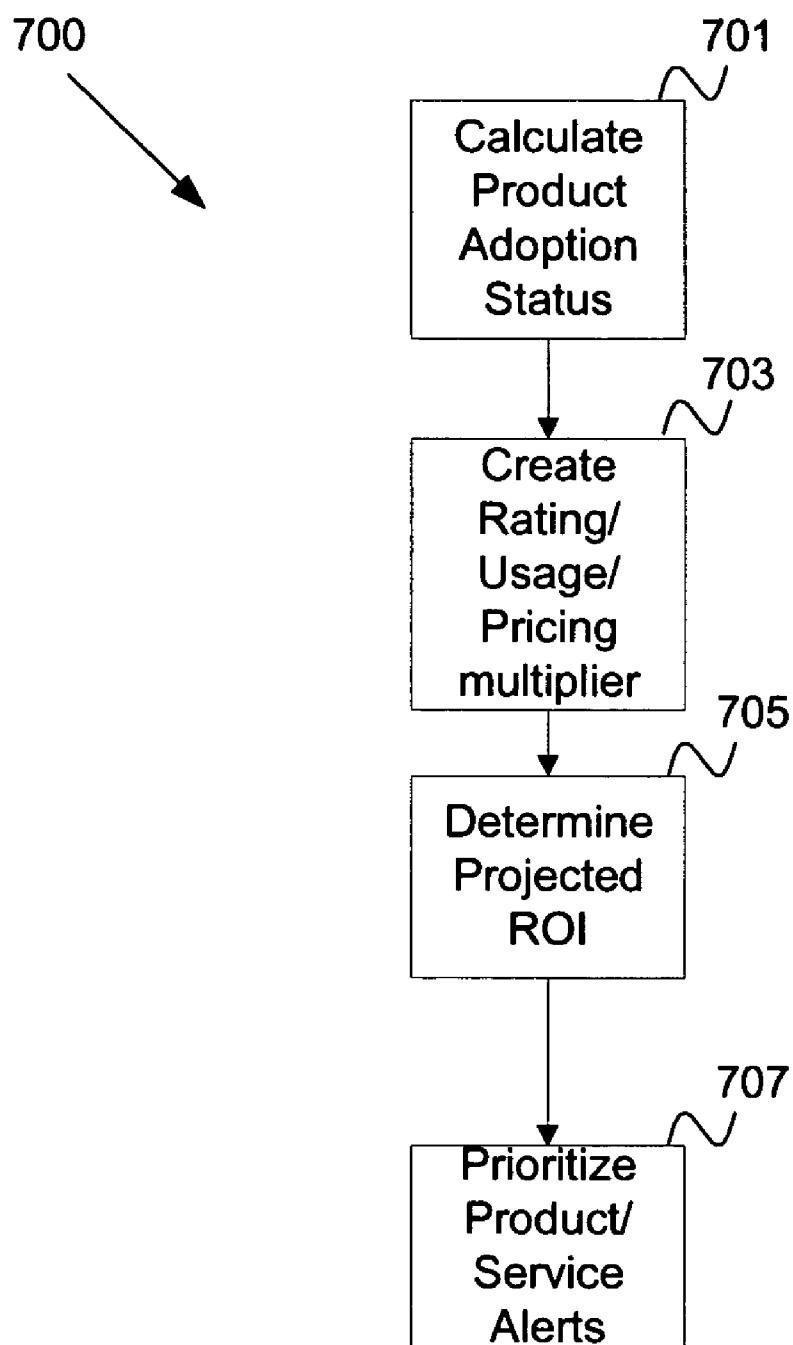 700
701
Calculate
Product
Adoption
Status
703
Create
Rating/
Usage/
Pricing
multiplier
705
Determine
Projected
ROI
707
Prioritize
Product/
Service
Alerts